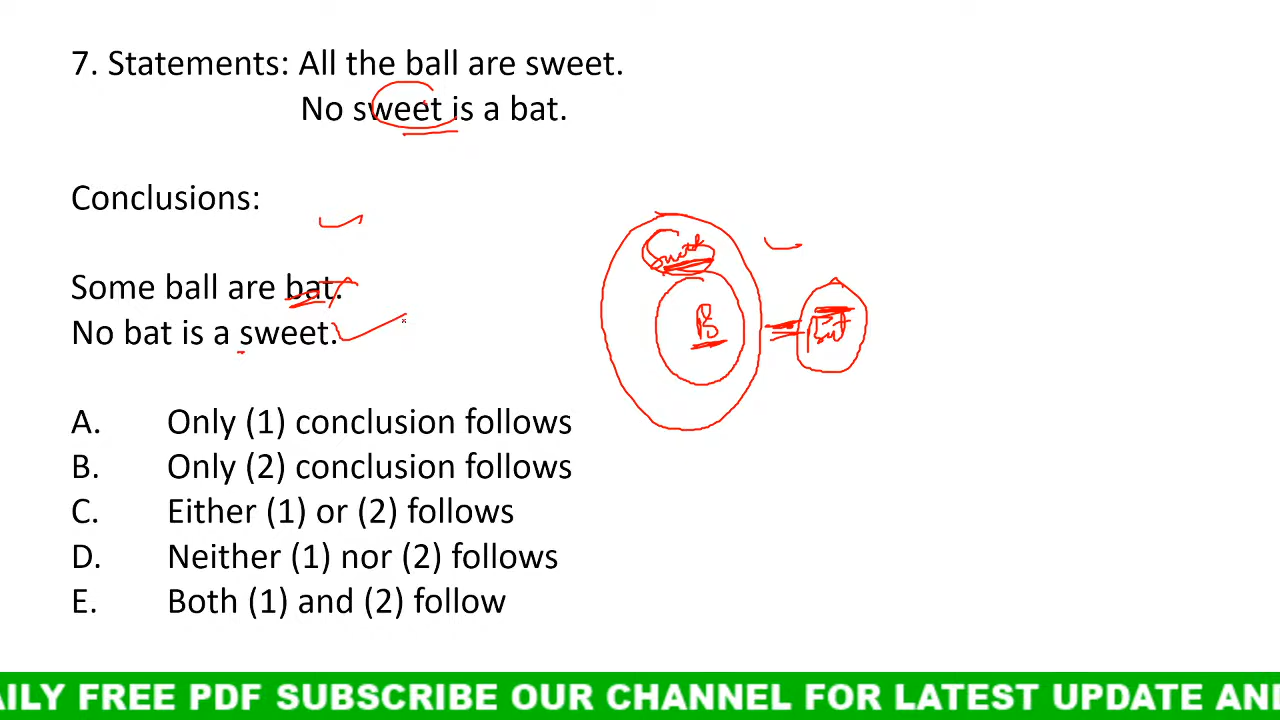 7. Statements: All the ball are sweet.
No sweet is a bat.
Conclusions:
Some ball are bat.
No bat is a sweet.
B
Bat
A. Only (1) conclusion follows
B. Only (2) conclusion follows
C. Either (1) or (2) follows
D. Neither (1) nor (2) follows
E. Both (1) and (2) follow
AILY FREE PDF SUBSCRIBE OUR CHANNEL FOR LATEST UPDATE AND